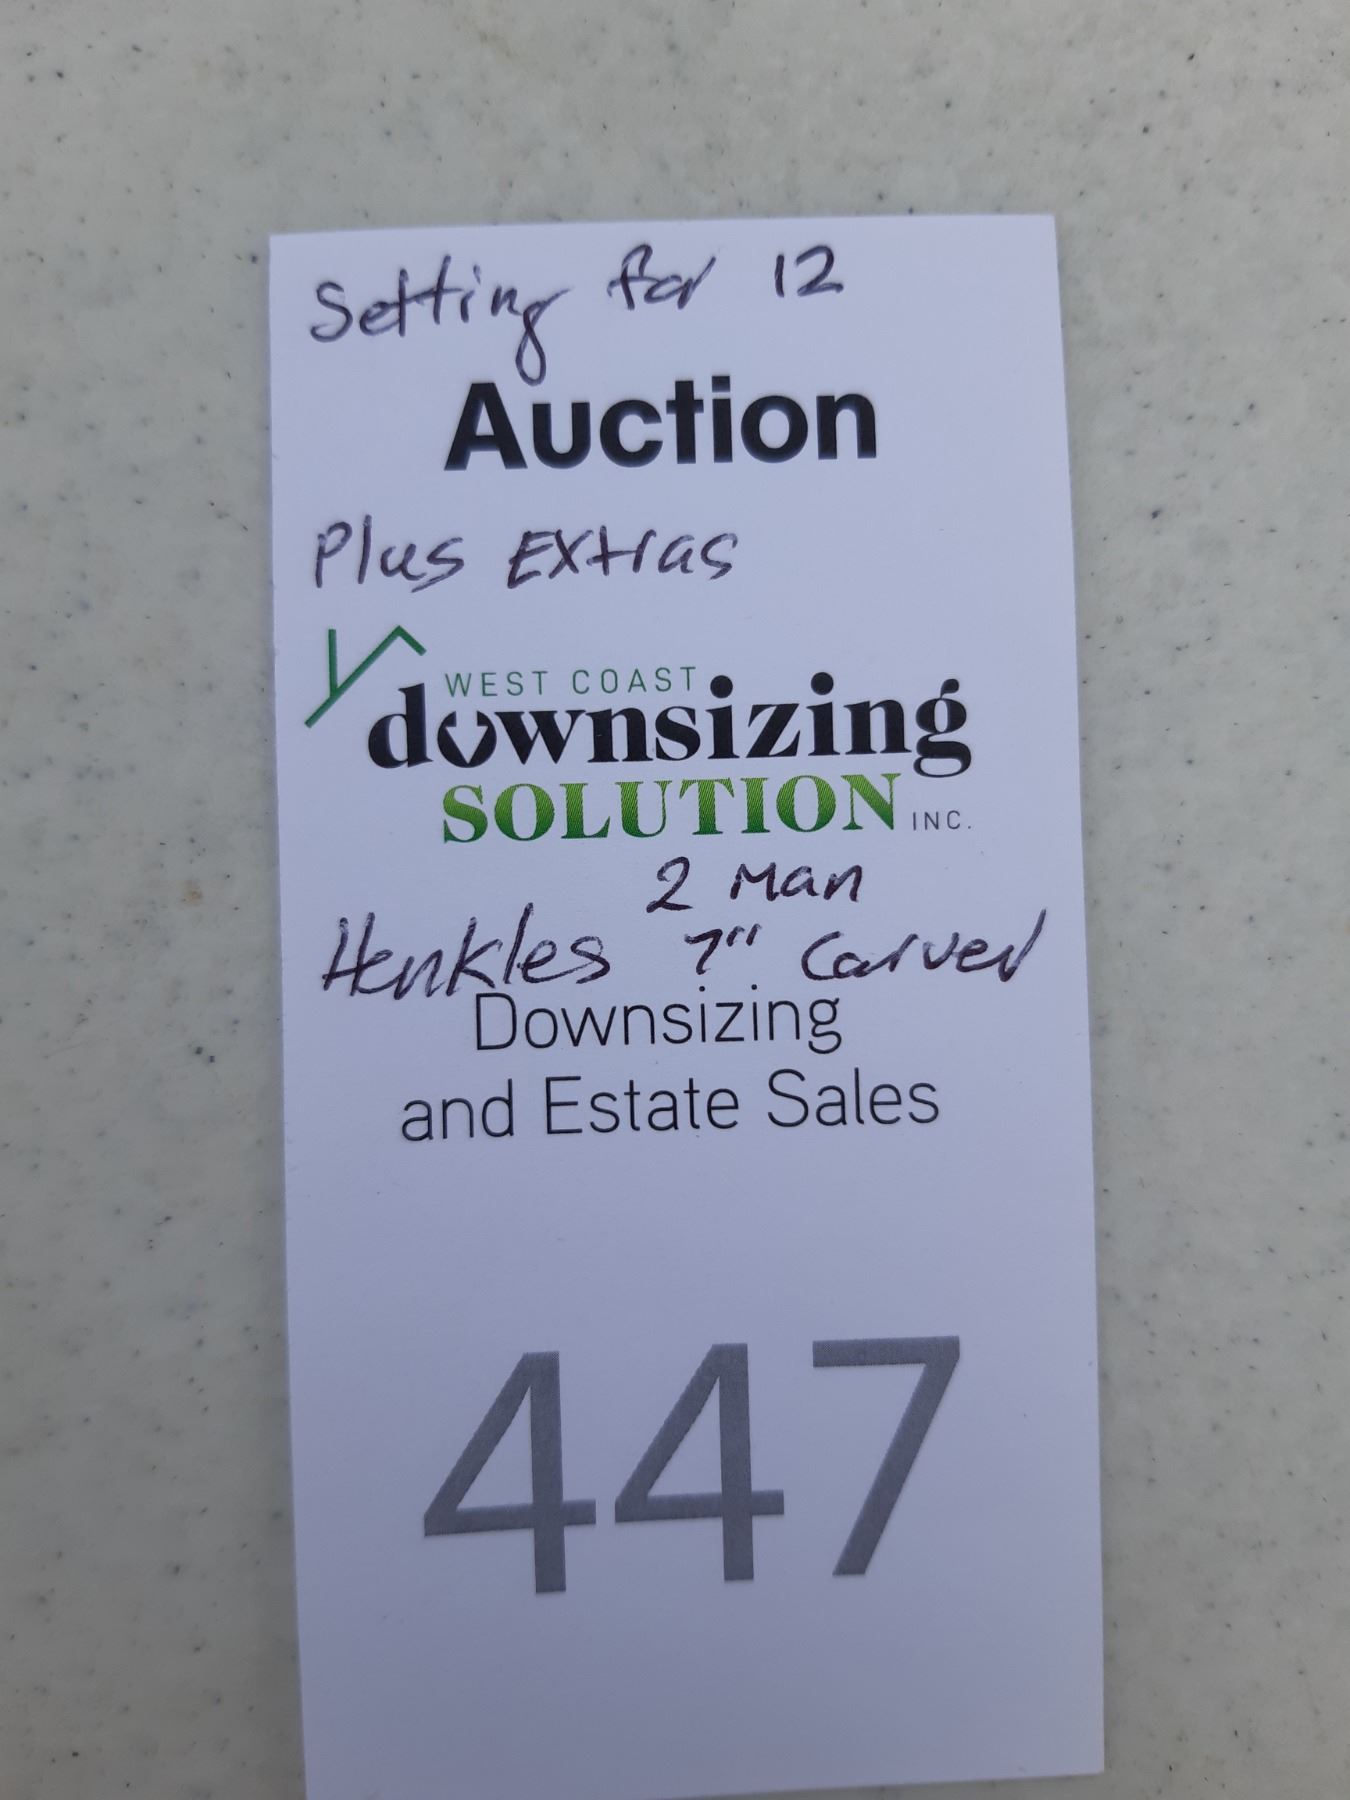 Setting for 12
Auction
Plus Extras
WEST COAST
downsizing
SOLUTION INC.
2 Man
Henkles 7" Carver
Downsizing
and Estate Sales
447